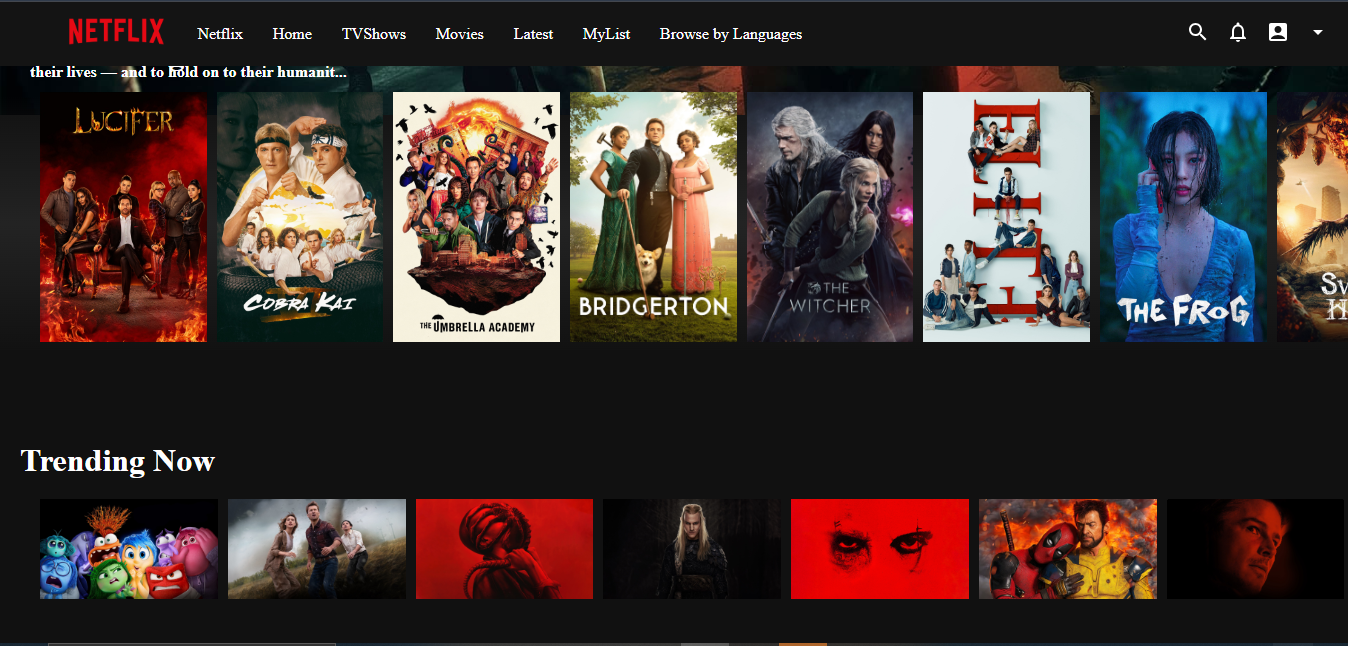 NETFLIX Netflix Home TVShows Movies Latest MyList Browse by Languages
their lives — and to hold on to their humanit...
LUCIFER
COBRA KAI
THE UMBRELLA ACADEMY
BRIDGERTON
THE
WITCHER
ELITE
THE FROG
Trending Now